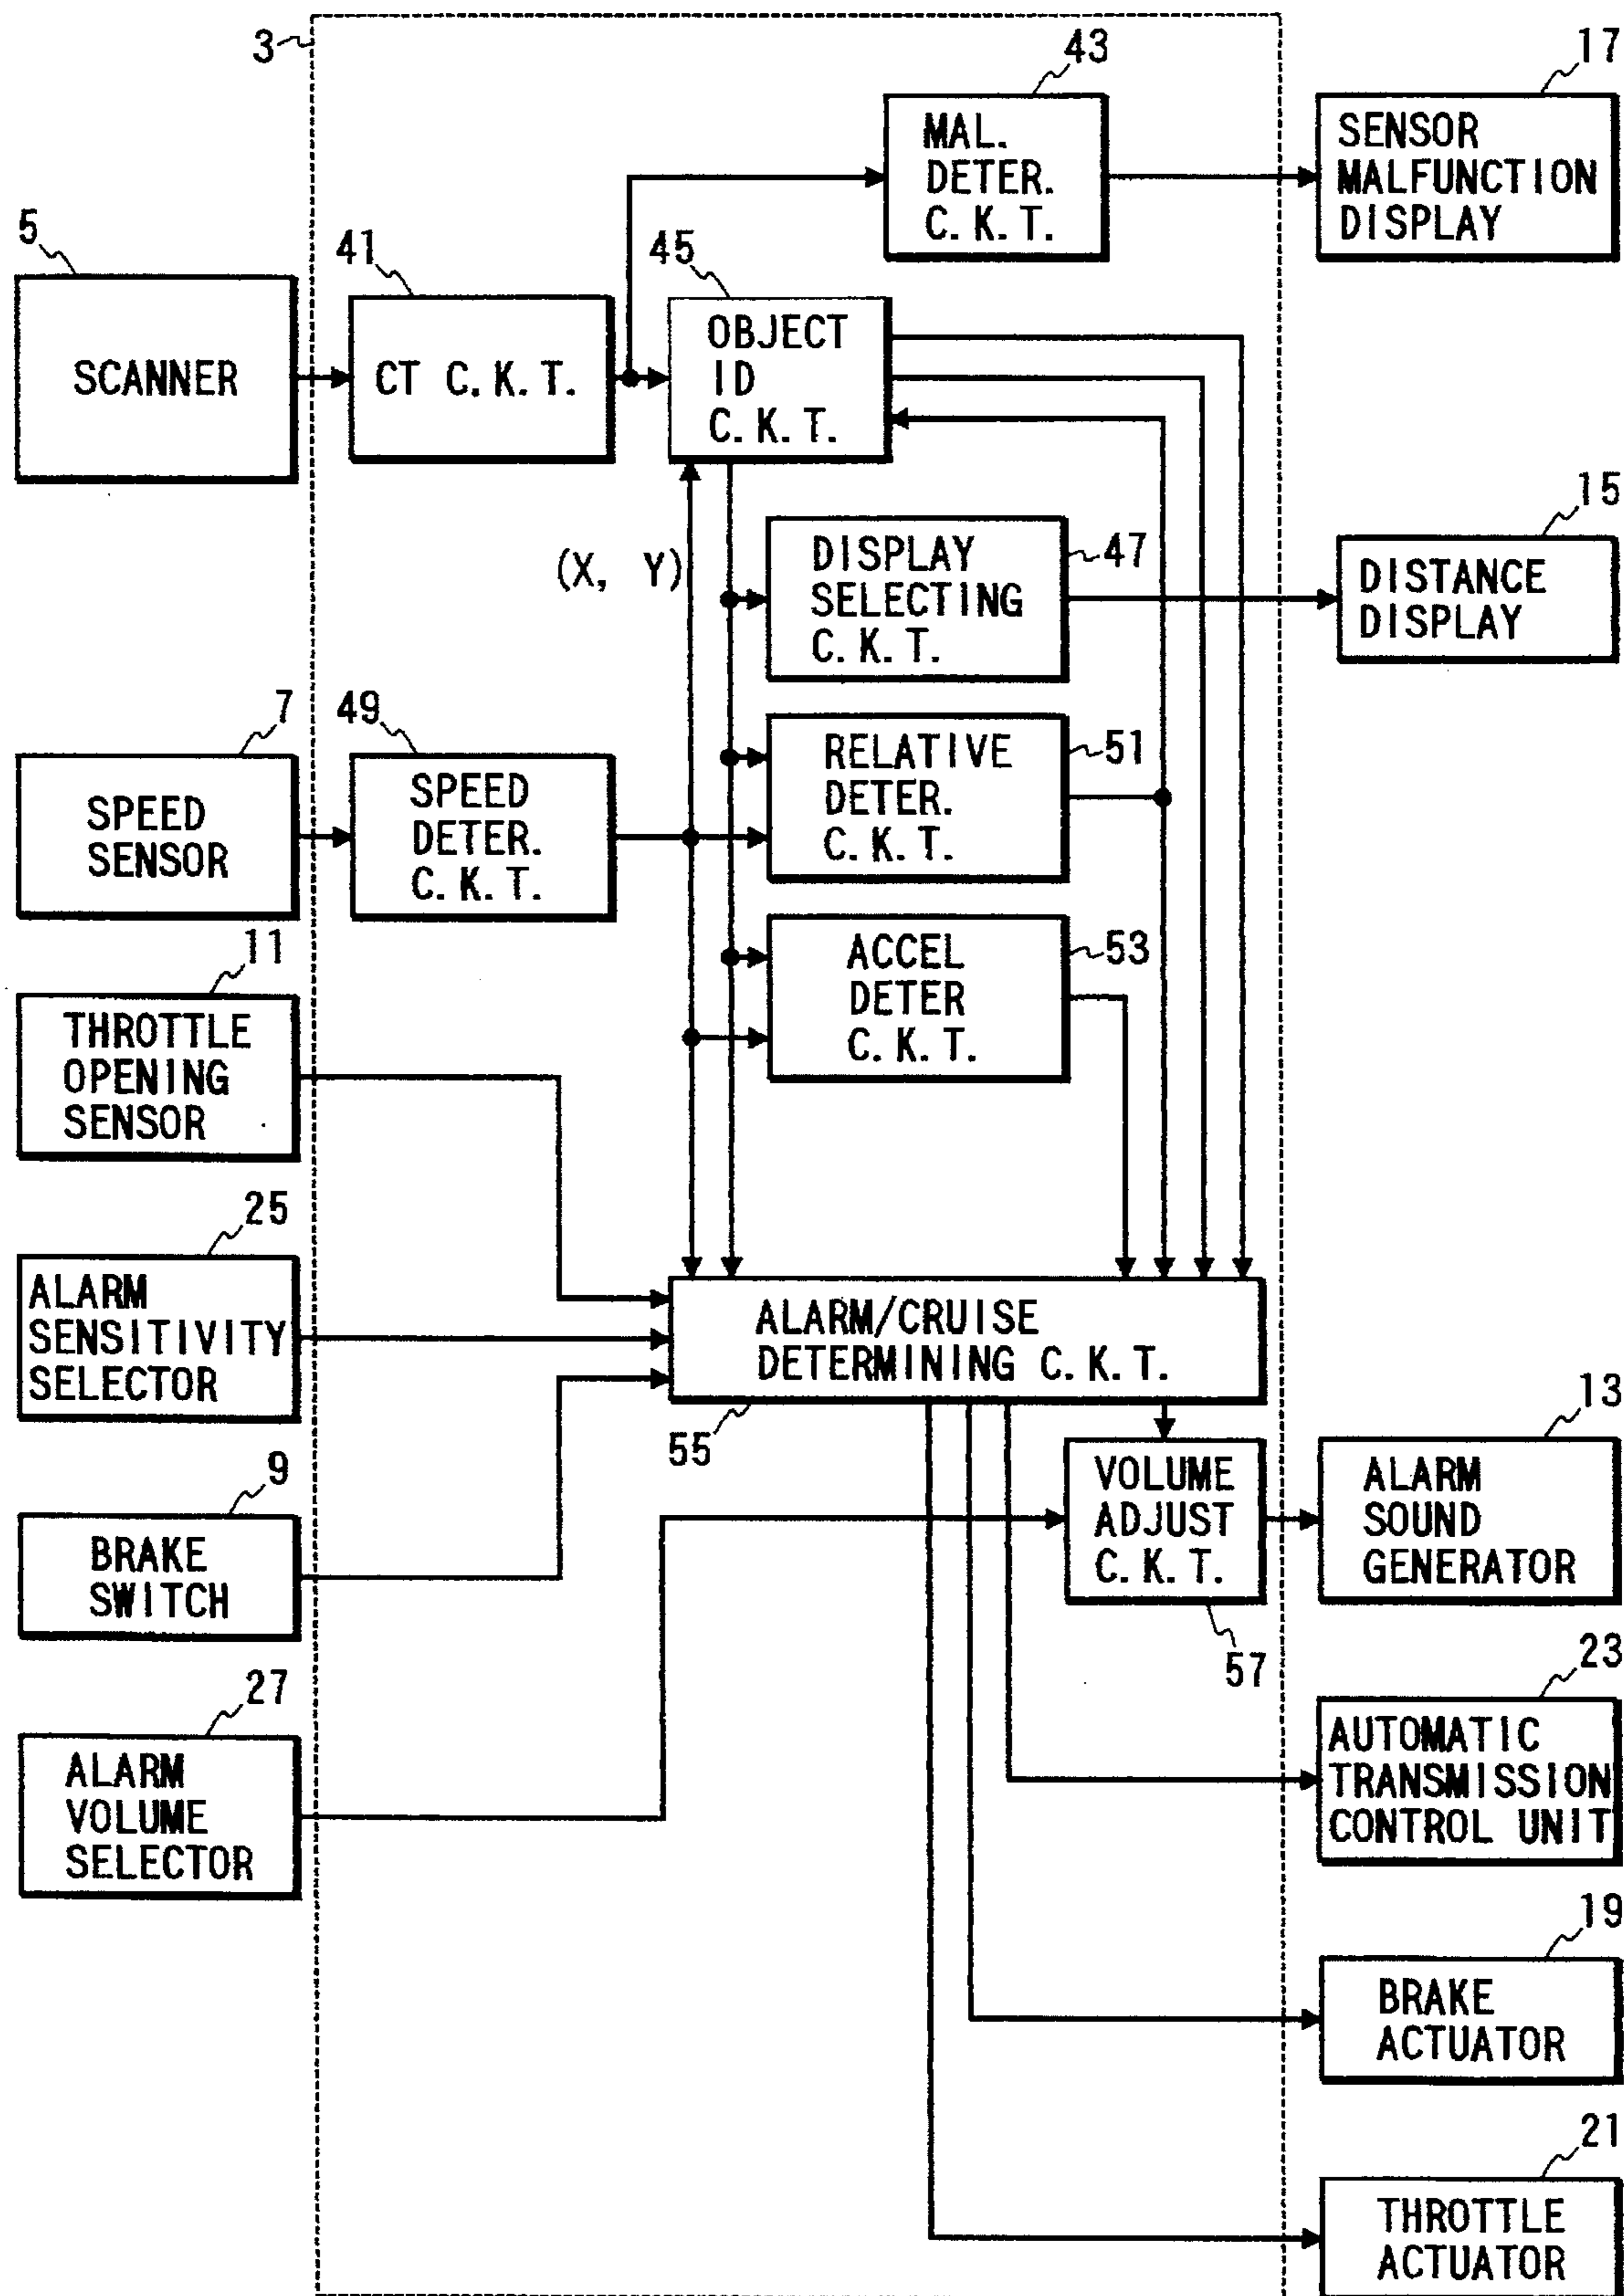 3
43
17
MAL.
DETER.
C.K.T.
SENSOR
MALFUNCTION
DISPLAY
5
41
45
SCANNER
CT C.K.T.
OBJECT
ID
C.K.T.
(X, Y)
DISPLAY
SELECTING
C.K.T.
47
15
DISTANCE
DISPLAY
7
49
SPEED
SENSOR
SPEED
DETER.
C.K.T.
RELATIVE
DETER.
C.K.T.
51
11
THROTTLE
OPENING
SENSOR
ACCEL
DETER
C.K.T.
53
25
ALARM
SENSITIVITY
SELECTOR
ALARM/CRUISE
DETERMINING C.K.T.
55
13
9
BRAKE
SWITCH
VOLUME
ADJUST
C.K.T.
57
ALARM
SOUND
GENERATOR
27
ALARM
VOLUME
SELECTOR
23
AUTOMATIC
TRANSMISSION
CONTROL UNIT
19
BRAKE
ACTUATOR
21
THROTTLE
ACTUATOR